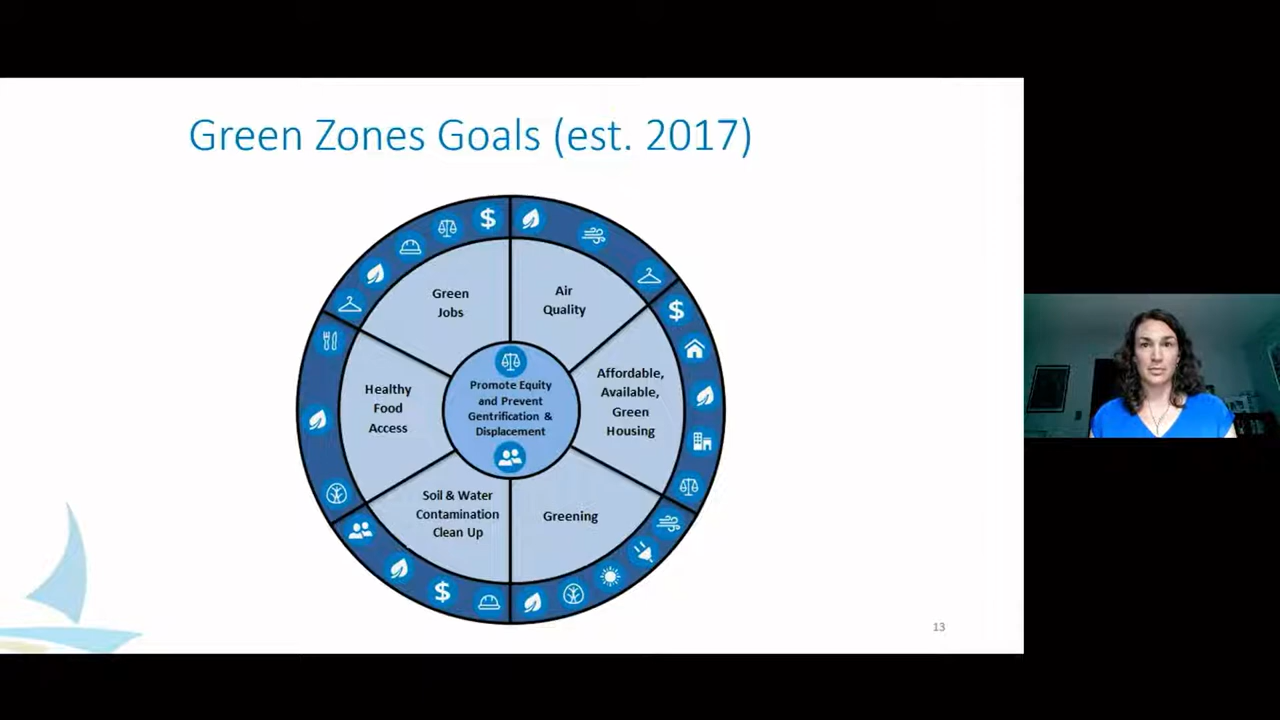 Green Zones Goals (est. 2017)
Green
Jobs
Air
Quality
Healthy
Food
Access
Promote Equity
and Prevent
Gentrification &
Displacement
Affordable,
Available,
Green
Housing
Soil & Water
Contamination
Clean Up
Greening
13